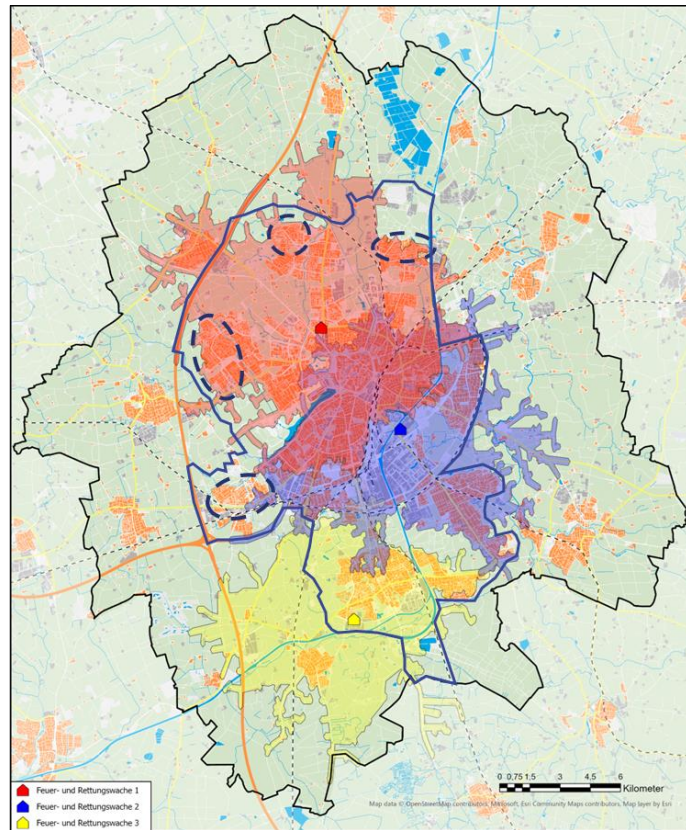 Feuer- und Rettungswache 1
Feuer- und Rettungswache 2
Feuer- und Rettungswache 3
0 0,75 1,5 3 4,5 6
Kilometer
Map data © OpenStreetMap contributors, Microsoft, Esri Community Maps contributors, Map layer by Esri